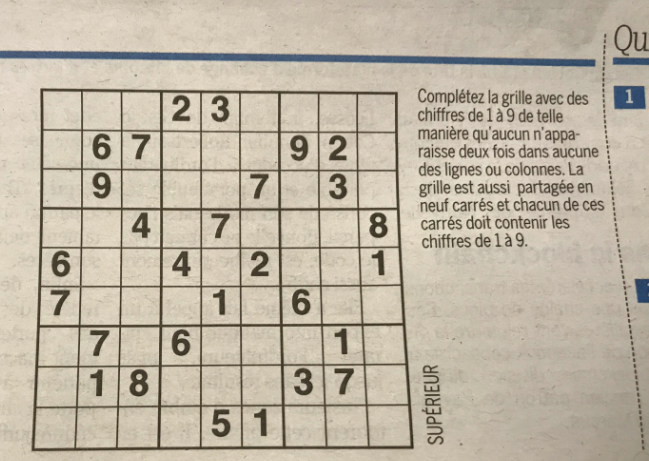 Qu
1
2 3
6 7 9 2
9 7 3
4 7 8
6 4 2 1
7 1 6
7 6 1
1 8 3 7
5 1
Complétez la grille avec des
chiffres de 1 à 9 de telle
manière qu'aucun n'appa-
raisse deux fois dans aucune
des lignes ou colonnes. La
grille est aussi partagée en
neuf carrés et chacun de ces
carrés doit contenir les
chiffres de 1 à 9.
SUPÉRIEUR